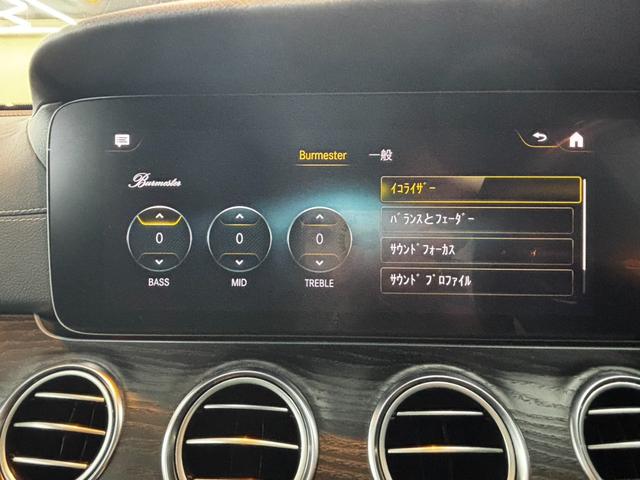 Burmester 一般
Burmester
0 0 0
BASS MID TREBLE
ｲｺﾗｲｻﾞｰ
ﾊﾞﾗﾝｽとﾌｪｰﾀﾞｰ
ｻｳﾝﾄﾞﾌｫｰｶｽ
ｻｳﾝﾄﾞ ﾌﾟﾛﾌｧｲﾙ